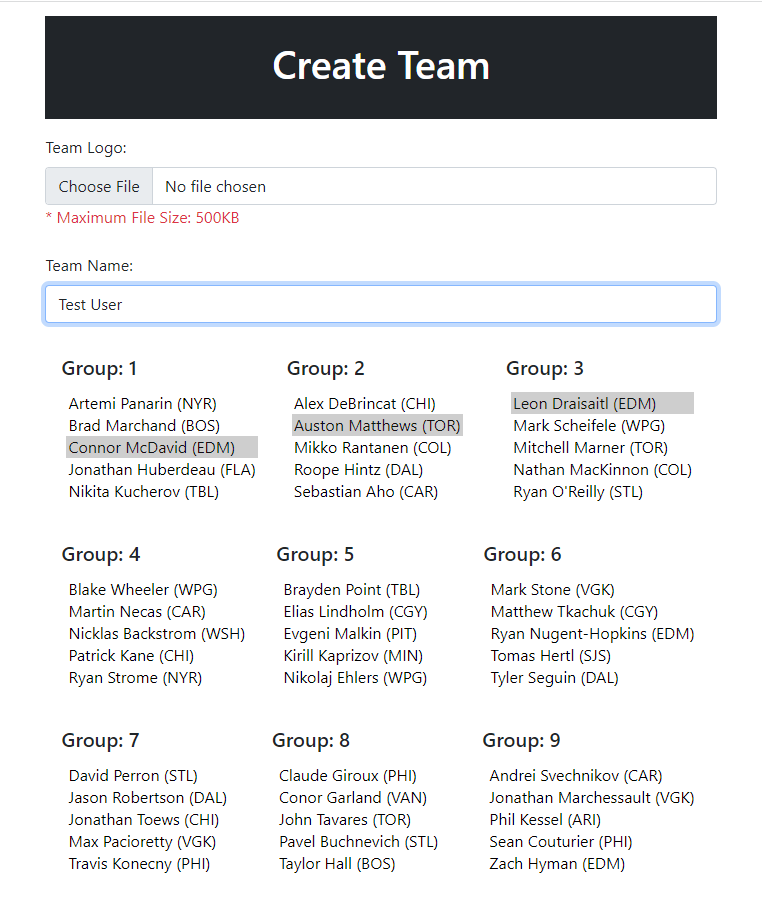 Create Team
Team Logo:
Choose File No file chosen
* Maximum File Size: 500KB
Team Name:
Test User
Group: 1
Artemi Panarin (NYR)
Brad Marchand (BOS)
Connor McDavid (EDM)
Jonathan Huberdeau (FLA)
Nikita Kucherov (TBL)
Group: 2
Alex DeBrincat (CHI)
Auston Matthews (TOR)
Mikko Rantanen (COL)
Roope Hintz (DAL)
Sebastian Aho (CAR)
Group: 3
Leon Draisaitl (EDM)
Mark Scheifele (WPG)
Mitchell Marner (TOR)
Nathan MacKinnon (COL)
Ryan O'Reilly (STL)
Group: 4
Blake Wheeler (WPG)
Martin Necas (CAR)
Nicklas Backstrom (WSH)
Patrick Kane (CHI)
Ryan Strome (NYR)
Group: 5
Brayden Point (TBL)
Elias Lindholm (CGY)
Evgeni Malkin (PIT)
Kirill Kaprizov (MIN)
Nikolaj Ehlers (WPG)
Group: 6
Mark Stone (VGK)
Matthew Tkachuk (CGY)
Ryan Nugent-Hopkins (EDM)
Tomas Hertl (SJS)
Tyler Seguin (DAL)
Group: 7
David Perron (STL)
Jason Robertson (DAL)
Jonathan Toews (CHI)
Max Pacioretty (VGK)
Travis Konecny (PHI)
Group: 8
Claude Giroux (PHI)
Conor Garland (VAN)
John Tavares (TOR)
Pavel Buchnevich (STL)
Taylor Hall (BOS)
Group: 9
Andrei Svechnikov (CAR)
Jonathan Marchessault (VGK)
Phil Kessel (ARI)
Sean Couturier (PHI)
Zach Hyman (EDM)